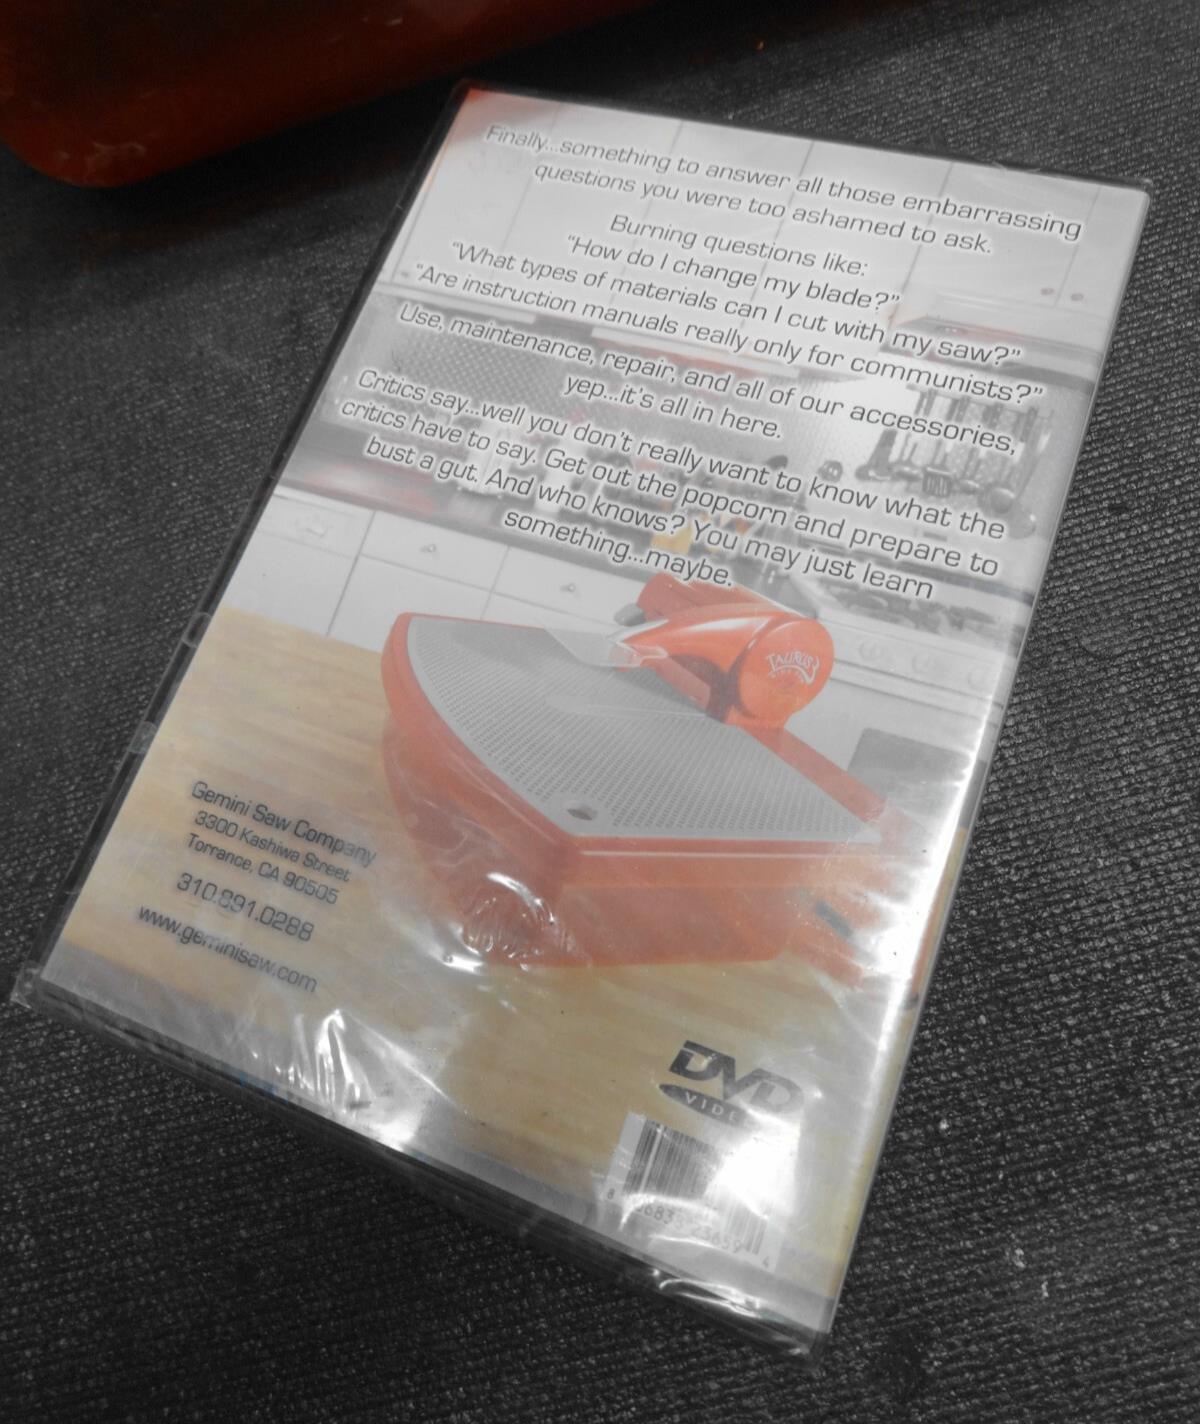 Finally...something to answer all those embarrassing
questions you were too ashamed to ask.
Burning questions like:
"How do I change my blade?"
"What types of materials can I cut with my saw?"
"Are instruction manuals really only for communists?"
Use, maintenance, repair, and all of our accessories,
yep...it's all in here.
Critics say...well you don't really want to know what the
critics have to say. Get out the popcorn and prepare to
bust a gut. And who knows? You may just learn
something...maybe.
TAURUS
Gemini Saw Company
3300 Kashiwa Street
Torrance, CA 90505
310.891.0288
www.geminisaw.com
DVD